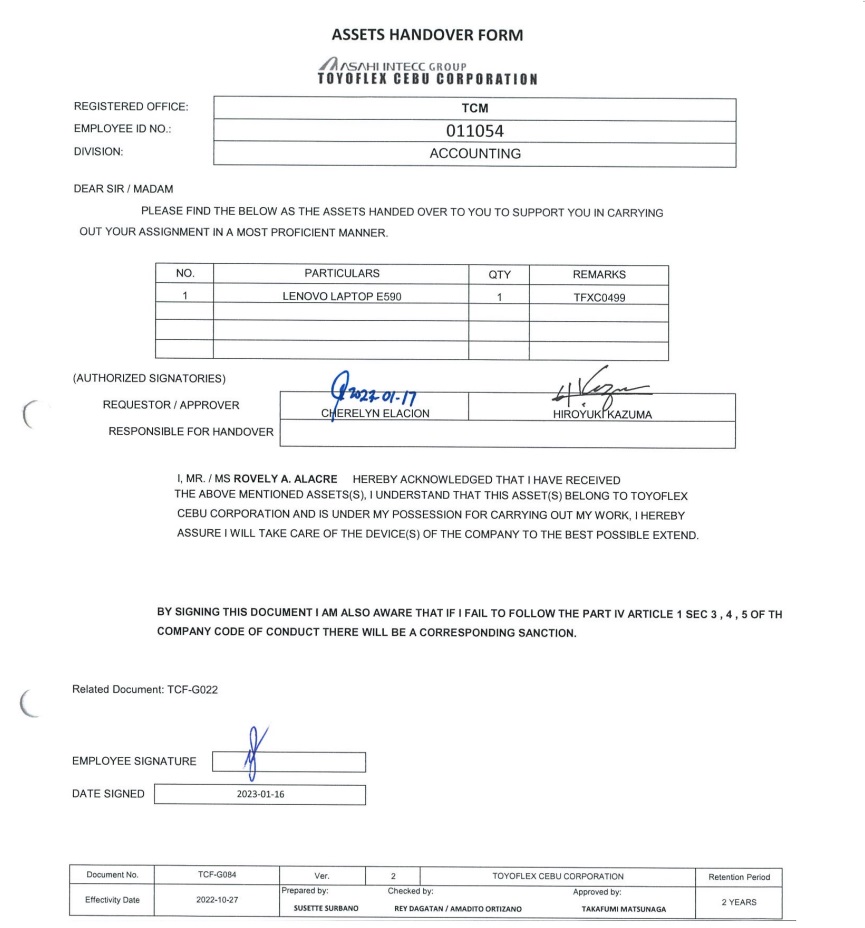 ASSETS HANDOVER FORM
ASAHI INTECC GROUP
TOYOFLEX CEBU CORPORATION
REGISTERED OFFICE: TCM
EMPLOYEE ID NO.: 011054
DIVISION: ACCOUNTING
DEAR SIR / MADAM
PLEASE FIND THE BELOW AS THE ASSETS HANDED OVER TO YOU TO SUPPORT YOU IN CARRYING
OUT YOUR ASSIGNMENT IN A MOST PROFICIENT MANNER.
NO. PARTICULARS QTY REMARKS
1 LENOVO LAPTOP E590 1 TFXC0499
(AUTHORIZED SIGNATORIES)
2022-01-17
REQUESTOR / APPROVER CHERELYN ELACION HIROYUKI KAZUMA
RESPONSIBLE FOR HANDOVER
I, MR. / MS ROVELY A. ALACRE HEREBY ACKNOWLEDGED THAT I HAVE RECEIVED
THE ABOVE MENTIONED ASSETS(S), I UNDERSTAND THAT THIS ASSET(S) BELONG TO TOYOFLEX
CEBU CORPORATION AND IS UNDER MY POSSESSION FOR CARRYING OUT MY WORK, I HEREBY
ASSURE I WILL TAKE CARE OF THE DEVICE(S) OF THE COMPANY TO THE BEST POSSIBLE EXTEND.
BY SIGNING THIS DOCUMENT I AM ALSO AWARE THAT IF I FAIL TO FOLLOW THE PART IV ARTICLE 1 SEC 3 , 4 , 5 OF TH
COMPANY CODE OF CONDUCT THERE WILL BE A CORRESPONDING SANCTION.
Related Document: TCF-G022
EMPLOYEE SIGNATURE
DATE SIGNED 2023-01-16
Document No. TCF-G084 Ver. 2 TOYOFLEX CEBU CORPORATION Retention Period
Effectivity Date 2022-10-27 Prepared by: Checked by: Approved by: 2 YEARS
SUSETTE SURBANO REY DAGATAN / AMADITO ORTIZANO TAKAFUMI MATSUNAGA